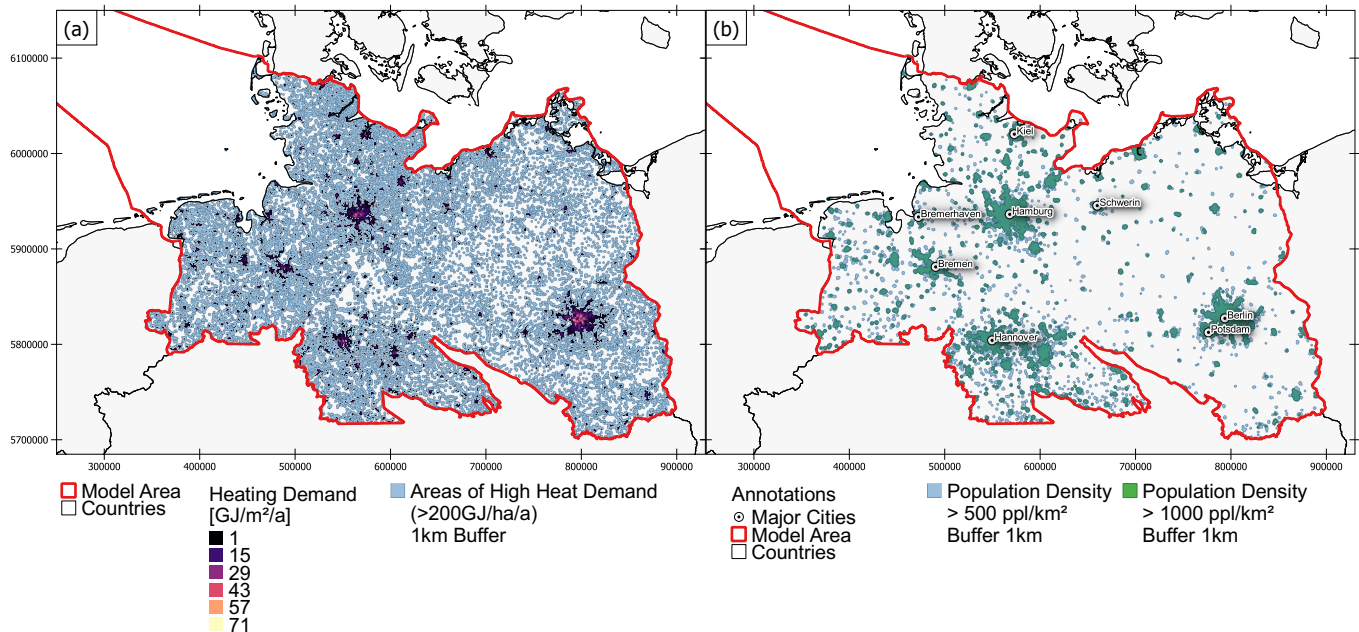 (a)
(b)
6100000
6000000
5900000
5800000
5700000
300000 400000 500000 600000 700000 800000 900000
Kiel
Schwerin
Bremerhaven
Hamburg
Bremen
Berlin
Potsdam
Hannover
300000 400000 500000 600000 700000 800000 900000
Model Area
Countries
Heating Demand
[GJ/m²/a]
1
15
29
43
57
71
Areas of High Heat Demand
(>200GJ/ha/a)
1km Buffer
Annotations
Major Cities
Model Area
Countries
Population Density
> 500 ppl/km²
Buffer 1km
Population Density
> 1000 ppl/km²
Buffer 1km